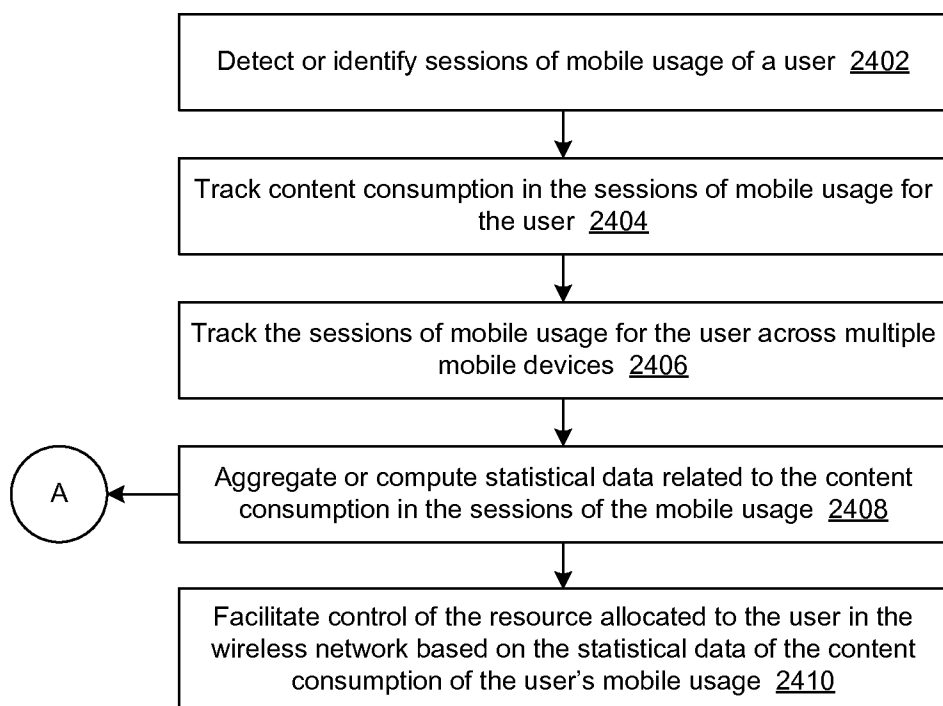 Detect or identify sessions of mobile usage of a user 2402
Track content consumption in the sessions of mobile usage for
the user 2404
Track the sessions of mobile usage for the user across multiple
mobile devices 2406
A
Aggregate or compute statistical data related to the content
consumption in the sessions of the mobile usage 2408
Facilitate control of the resource allocated to the user in the
wireless network based on the statistical data of the content
consumption of the user's mobile usage 2410